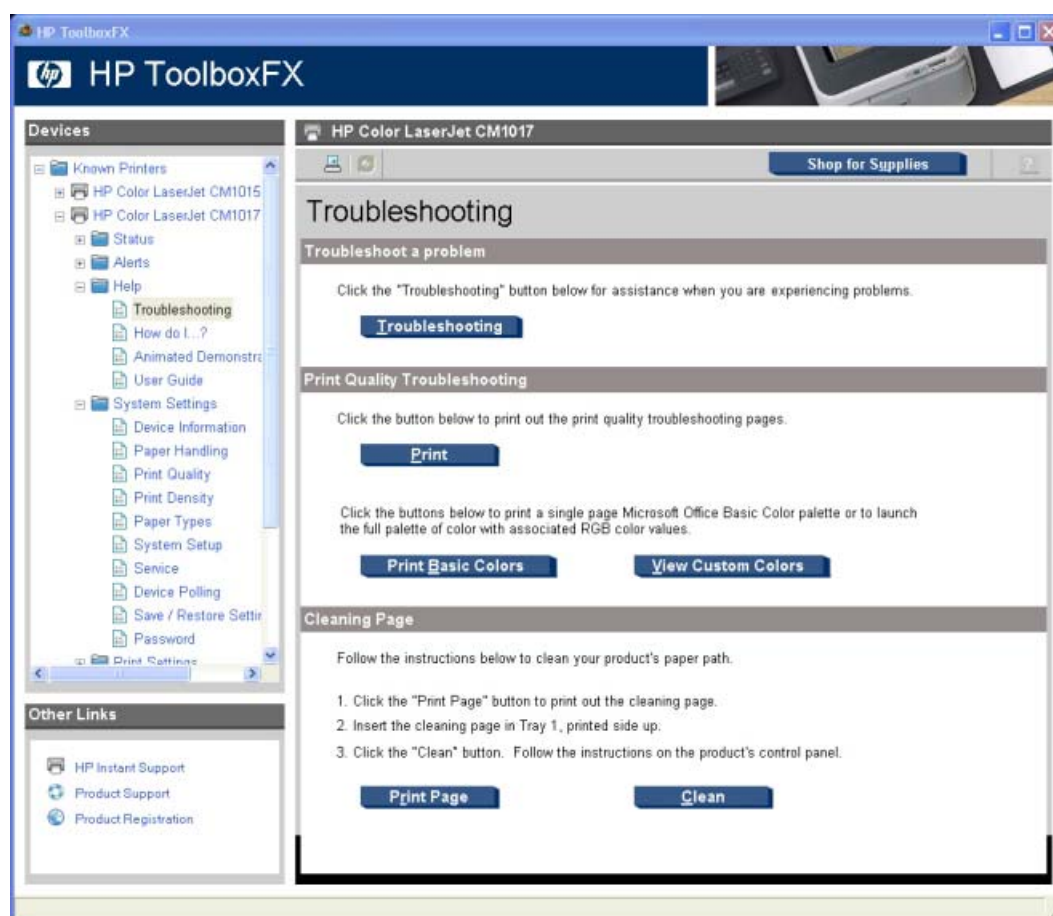 HP ToolboxFX
hp HP ToolboxFX
Devices
Known Printers
HP Color LaserJet CM1015
HP Color LaserJet CM1017
Status
Alerts
Help
Troubleshooting
How do I...?
Animated Demonstra
User Guide
System Settings
Device Information
Paper Handling
Print Quality
Print Density
Paper Types
System Setup
Service
Device Polling
Save / Restore Settin
Password
Print Settings
Other Links
HP Instant Support
Product Support
Product Registration
HP Color LaserJet CM1017
Shop for Supplies
?
Troubleshooting
Troubleshoot a problem
Click the "Troubleshooting" button below for assistance when you are experiencing problems.
Troubleshooting
Print Quality Troubleshooting
Click the button below to print out the print quality troubleshooting pages.
Print
Click the buttons below to print a single page Microsoft Office Basic Color palette or to launch
the full palette of color with associated RGB color values.
Print Basic Colors
View Custom Colors
Cleaning Page
Follow the instructions below to clean your product's paper path.
1. Click the "Print Page" button to print out the cleaning page.
2. Insert the cleaning page in Tray 1, printed side up.
3. Click the "Clean" button. Follow the instructions on the product's control panel.
Print Page
Clean